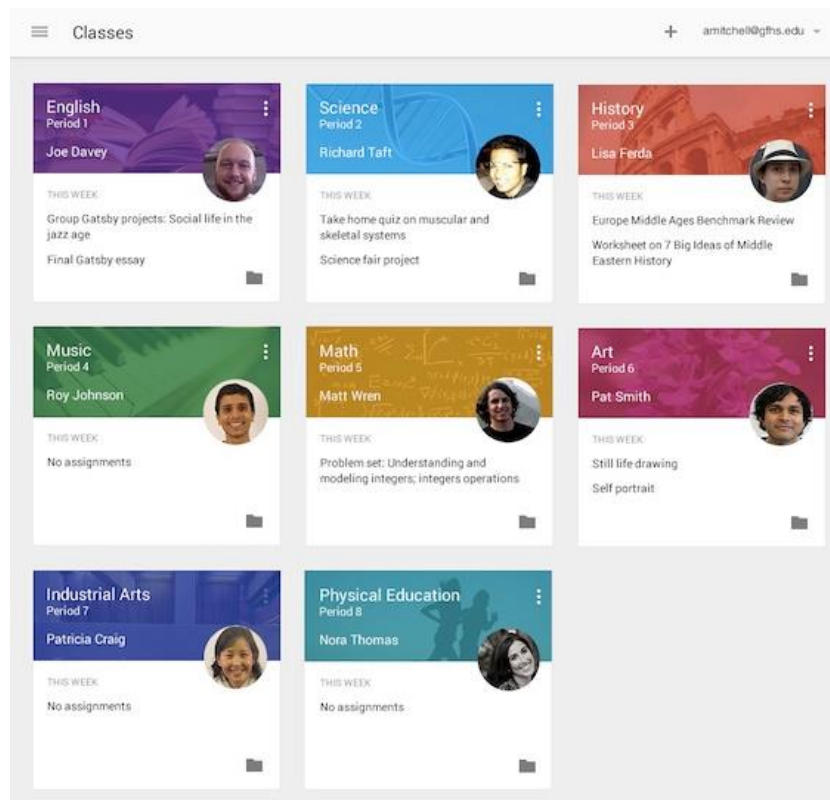 Classes
+ amitchell@gfhs.edu
English
Period 1
Joe Davey
THIS WEEK
Group Gatsby projects: Social life in the
jazz age
Final Gatsby essay
Science
Period 2
Richard Taft
THIS WEEK
Take home quiz on muscular and
skeletal systems
Science fair project
History
Period 3
Lisa Ferda
THIS WEEK
Europe Middle Ages Benchmark Review
Worksheet on 7 Big Ideas of Middle
Eastern History
Music
Period 4
Roy Johnson
THIS WEEK
No assignments
Math
Period 5
Matt Wren
THIS WEEK
Problem set: Understanding and
modeling integers; integers operations
Art
Period 6
Pat Smith
THIS WEEK
Still life drawing
Self portrait
Industrial Arts
Period 7
Patricia Craig
THIS WEEK
No assignments
Physical Education
Period 8
Nora Thomas
THIS WEEK
No assignments